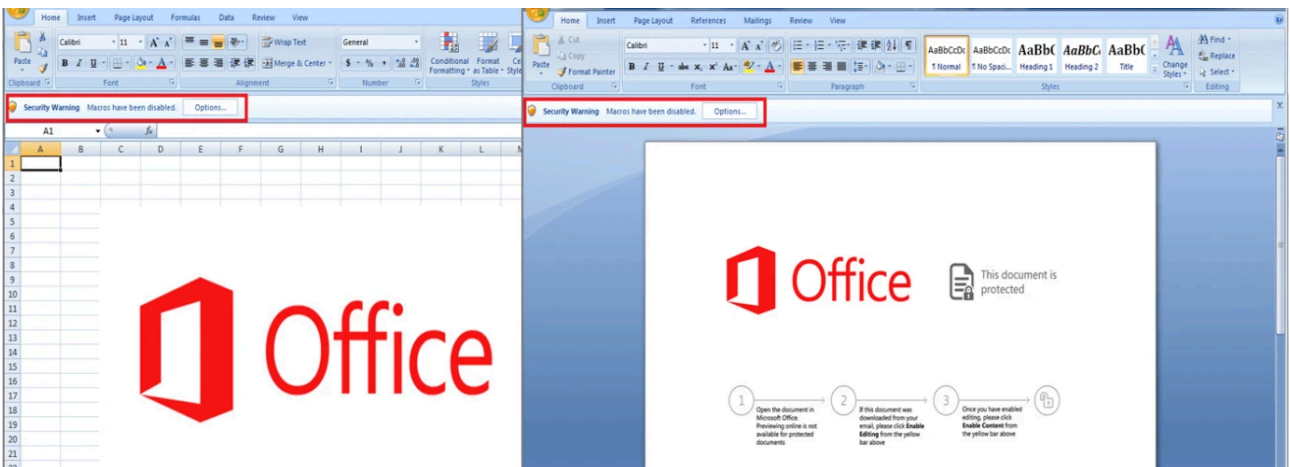 Home Insert Page Layout Formulas Data Review View
Calibri 11 A A Wrap Text General
Paste B I U A Merge & Center $ % , Conditional Formatting Format as Table
Clipboard Font Alignment Number Styles
Security Warning Macros have been disabled. Options...
A1 fx
A B C D E F G H I J K L
1
2
3
4
5
6
7
8
9
10
11
12
13
14
15
16
17
18
19
20
21
Office
Home Insert Page Layout References Mailings Review View
Cut
Copy
Format Painter
Paste
Calibri 11 A A
B I U abc x, x² Aa A
AaBbCcDc AaBbCcDc AaBbC AaBbC AaBbC
¶ Normal ¶ No Spaci... Heading 1 Heading 2 Title
Change Styles
Find
Replace
Select
Clipboard Font Paragraph Styles Editing
Security Warning Macros have been disabled. Options...
Office
This document is
protected
1
Open the document in
Microsoft Office.
Previewing online is not
available for protected
documents
2
If this document was
downloaded from your
email, please click Enable
Editing from the yellow
bar above
3
Once you have enabled
editing, please click
Enable Content from
the yellow bar above